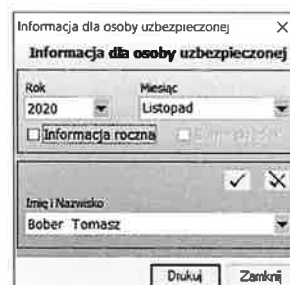 Informacja dla osoby uzbezpieczonej
Informacja dla osoby uzbezpieczonej
Rok Miesiąc
2020 Listopad
Informacja roczna
Imię i Nazwisko
Bober Tomasz
Drukuj Zamknij